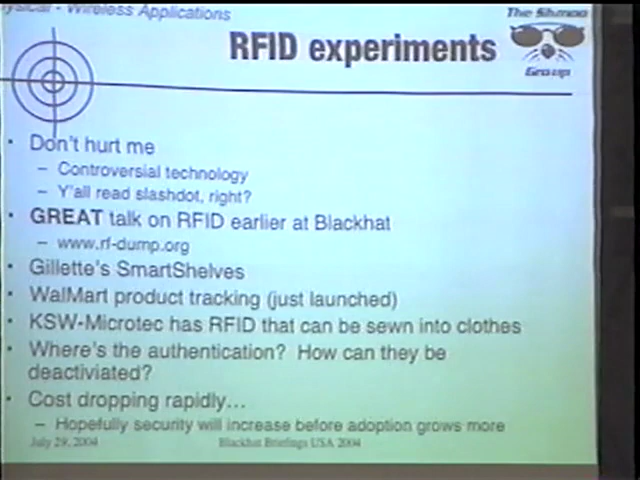 ysical - Wireless Applications
The Shmoo
Group
RFID experiments
• Don't hurt me
– Controversial technology
– Y'all read slashdot, right?
• GREAT talk on RFID earlier at Blackhat
– www.rf-dump.org
• Gillette's SmartShelves
• WalMart product tracking (just launched)
• KSW-Microtec has RFID that can be sewn into clothes
• Where's the authentication? How can they be
deactiviated?
• Cost dropping rapidly...
– Hopefully security will increase before adoption grows more
July 29, 2004
Blackhat Briefings USA 2004